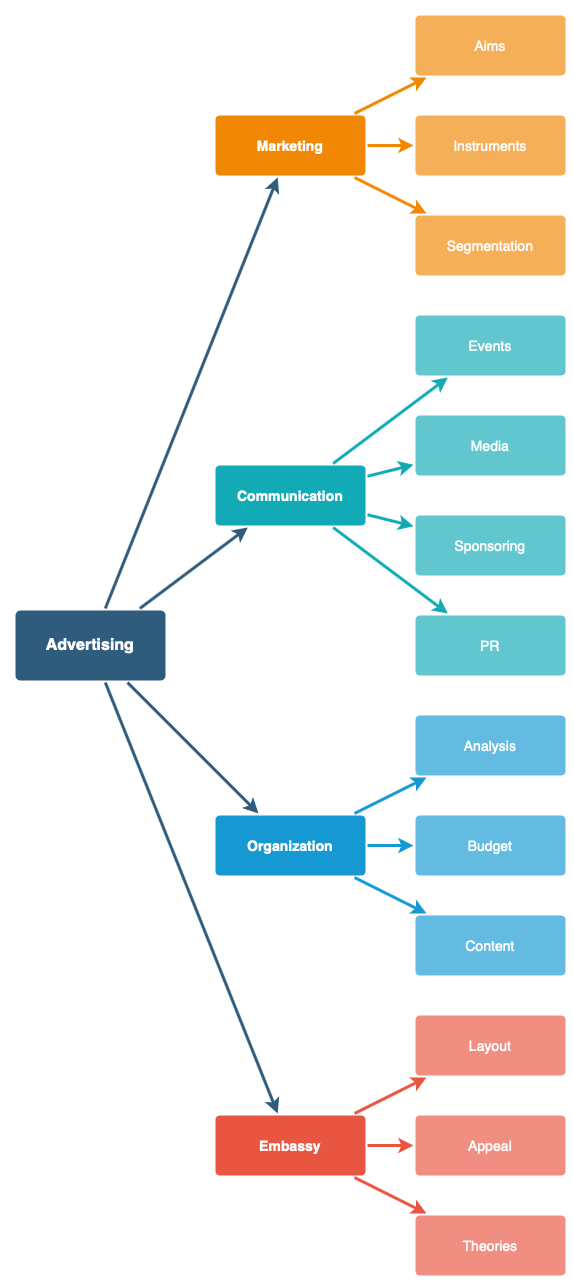 Aims
Marketing
Instruments
Segmentation
Events
Media
Communication
Sponsoring
Advertising
PR
Analysis
Organization
Budget
Content
Layout
Embassy
Appeal
Theories